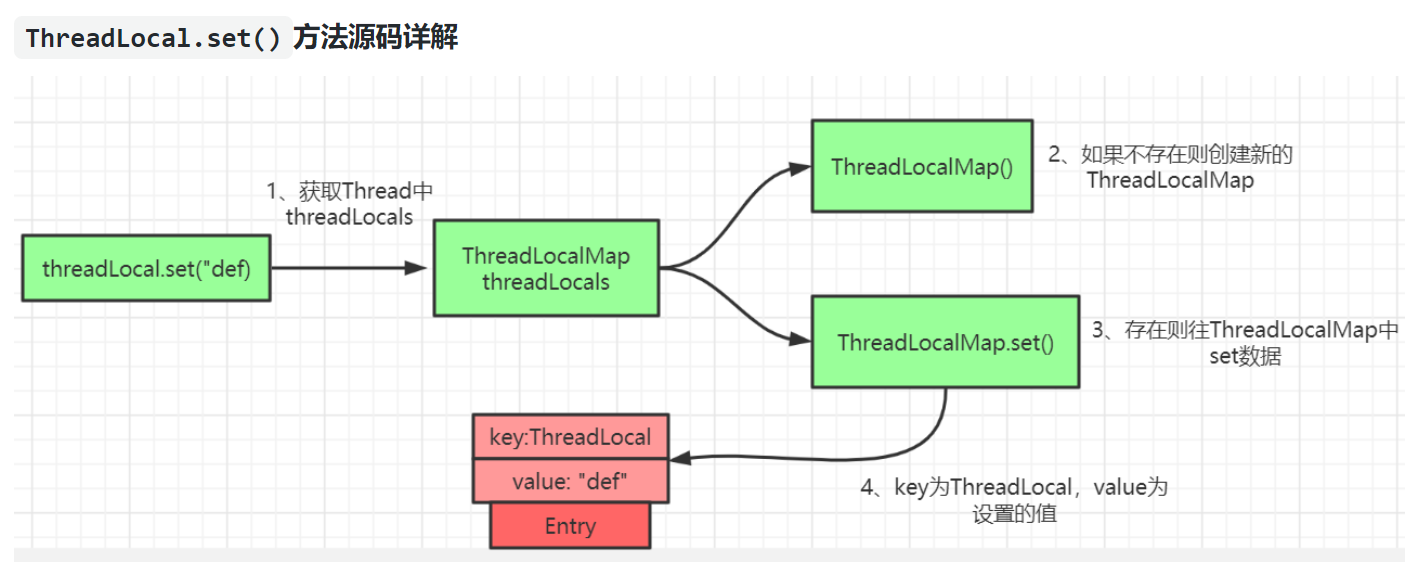 ThreadLocal.set()方法源码详解
1、获取Thread中
threadLocals
threadLocal.set("def)
ThreadLocalMap
threadLocals
ThreadLocalMap()
2、如果不存在则创建新的
ThreadLocalMap
ThreadLocalMap.set()
3、存在则往ThreadLocalMap中
set数据
key:ThreadLocal
value: "def"
Entry
4、key为ThreadLocal，value为
设置的值